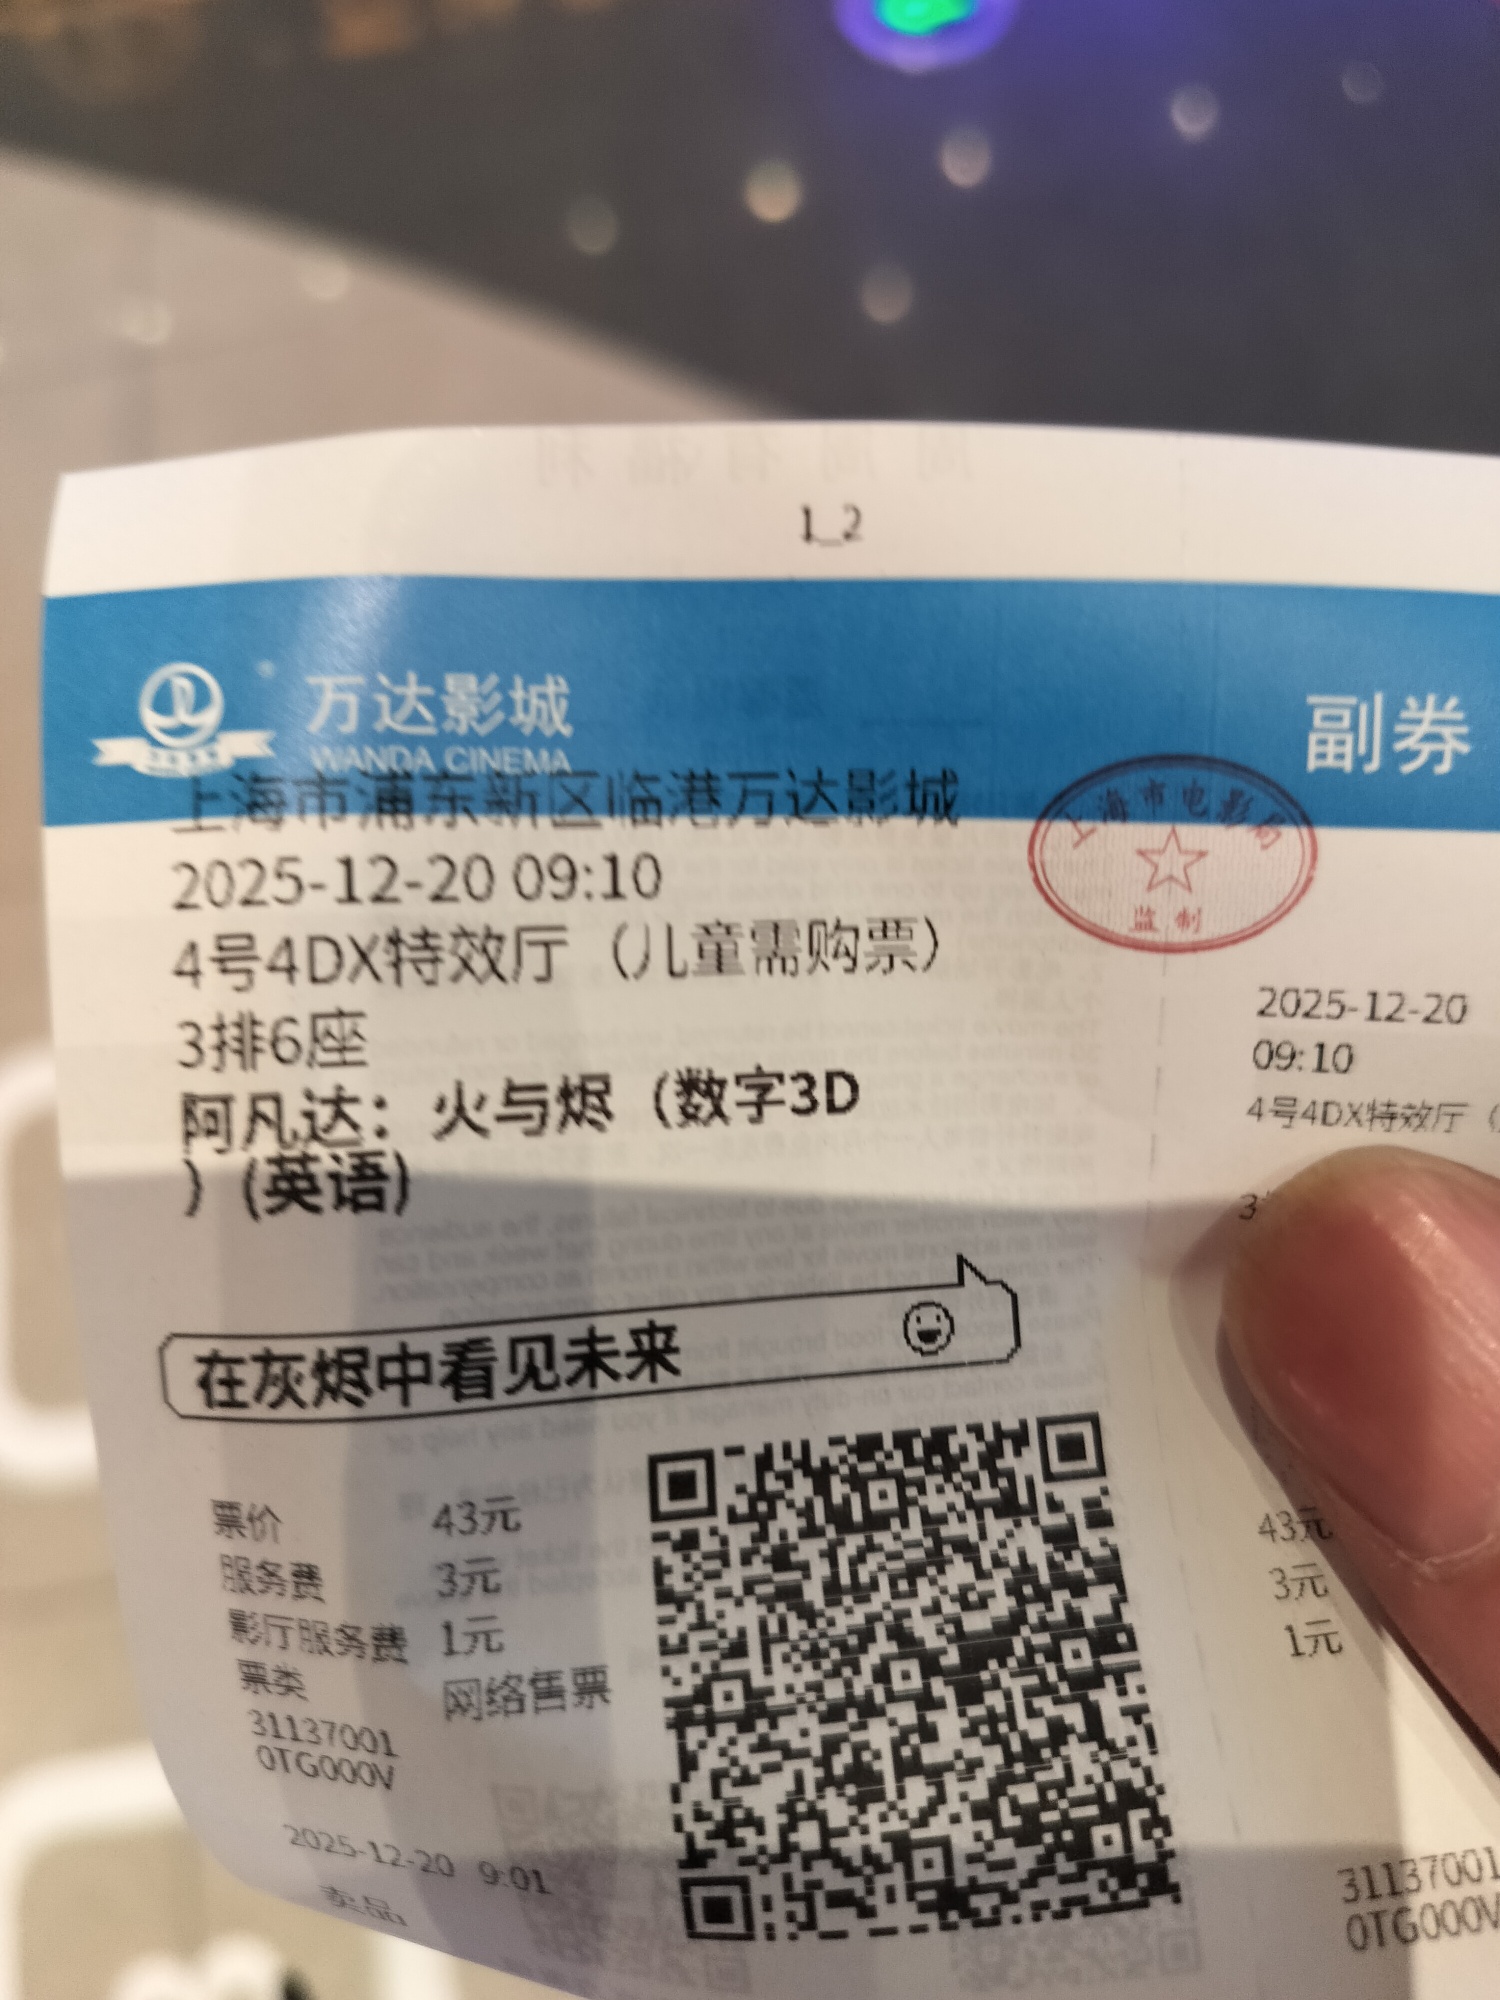 1_2
万达影城
WANDA CINEMA
副券
上海市浦东新区临港万达影城
上海市电影局
监制
2025-12-20 09:10
4号4DX特效厅（儿童需购票）
3排6座
阿凡达：火与烬（数字3D
）(英语)
在灰烬中看见未来
票价 43元
服务费 3元
影厅服务费 1元
票类 网络售票
31137001
0TG000V
2025-12-20 9:01
卖品
2025-12-20
09:10
4号4DX特效厅（
3
43元
3元
1元
31137001
0TG000V